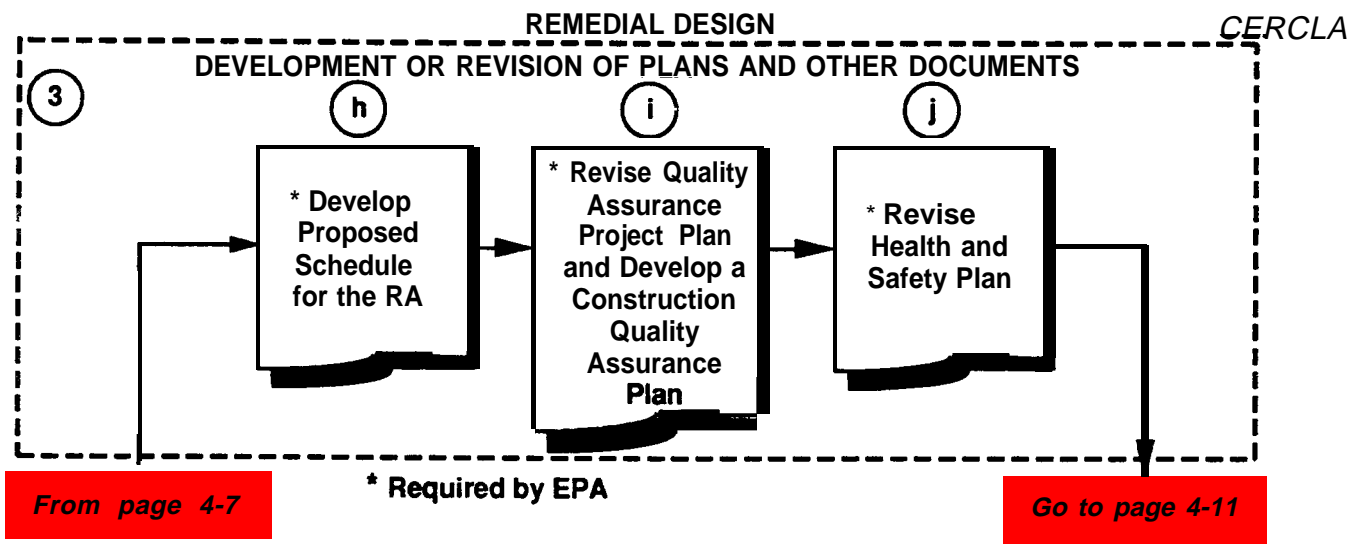 REMEDIAL DESIGN
CERCLA
DEVELOPMENT OR REVISION OF PLANS AND OTHER DOCUMENTS
3
h
i
j
* Develop
Proposed
Schedule
for the RA
* Revise Quality
Assurance
Project Plan
and Develop a
Construction
Quality
Assurance
Plan
* Revise
Health and
Safety Plan
* Required by EPA
From page 4-7
Go to page 4-11